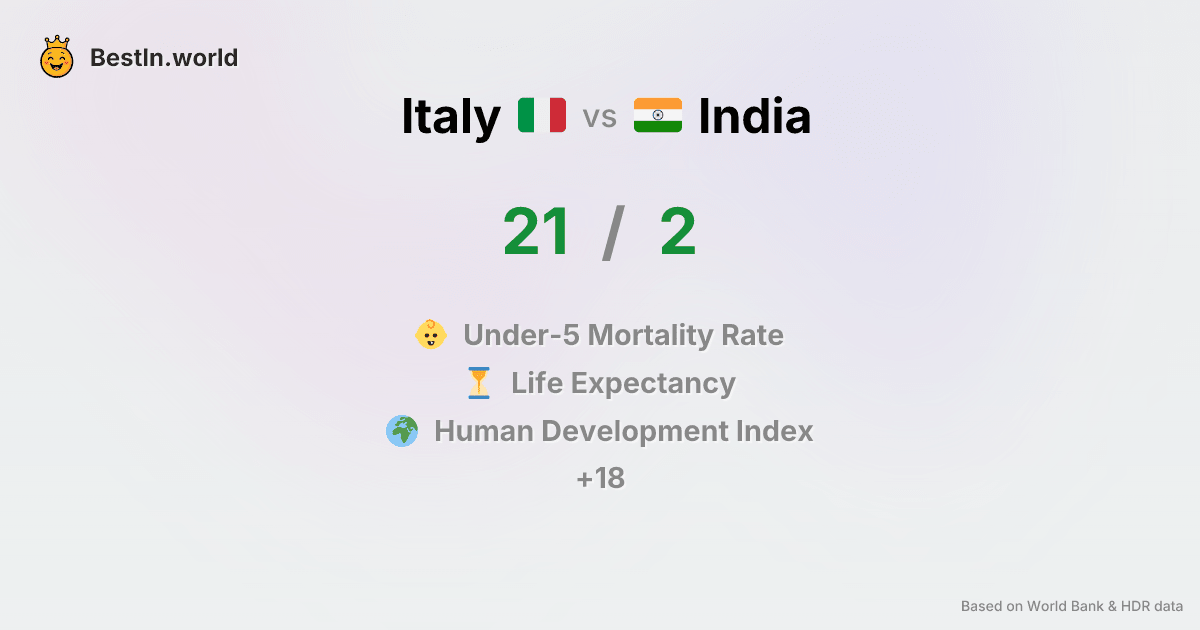 BestIn.world
Italy vs India
21 / 2
Under-5 Mortality Rate
Life Expectancy
Human Development Index
+18
Based on World Bank & HDR data